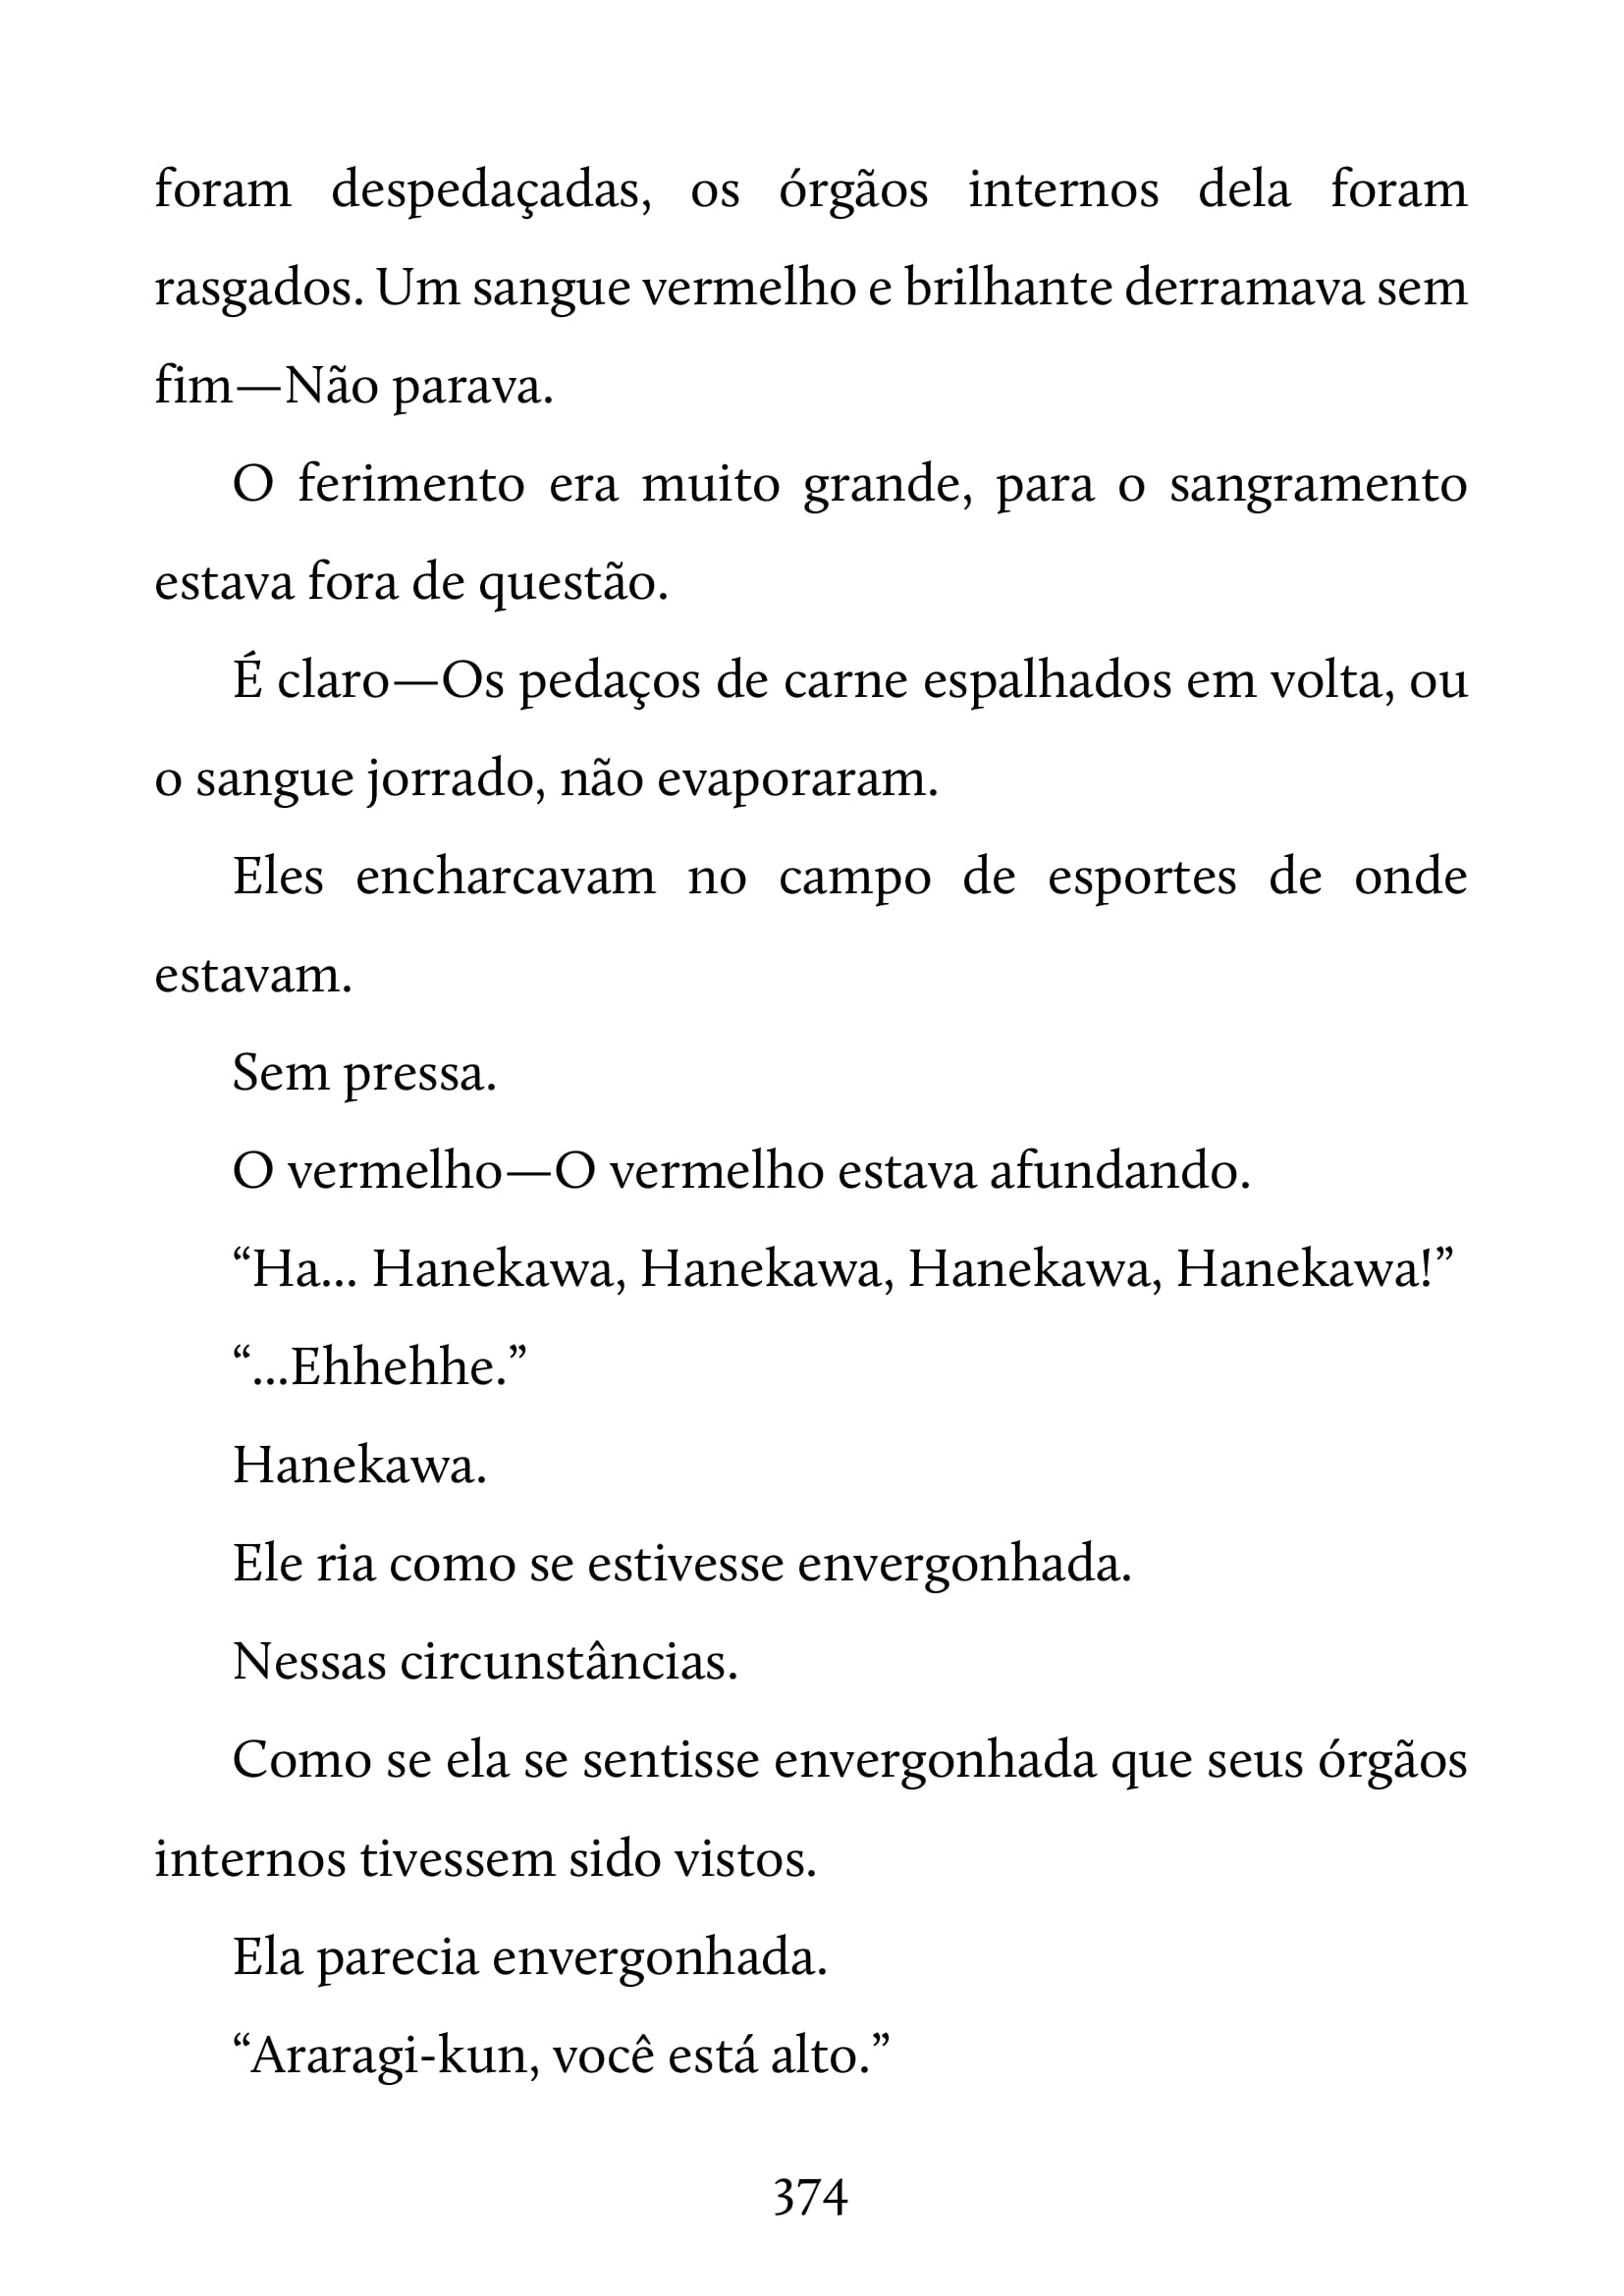 foram despedaçadas, os órgãos internos dela foram
rasgados. Um sangue vermelho e brilhante derramava sem
fim—Não parava.
O ferimento era muito grande, para o sangramento
estava fora de questão.
É claro—Os pedaços de carne espalhados em volta, ou
o sangue jorrado, não evaporaram.
Eles encharcavam no campo de esportes de onde
estavam.
Sem pressa.
O vermelho—O vermelho estava afundando.
“Ha... Hanekawa, Hanekawa, Hanekawa, Hanekawa!”
“...Ehhehhe.”
Hanekawa.
Ele ria como se estivesse envergonhada.
Nessas circunstâncias.
Como se ela se sentisse envergonhada que seus órgãos
internos tivessem sido vistos.
Ela parecia envergonhada.
“Araragi-kun, você está alto.”
374